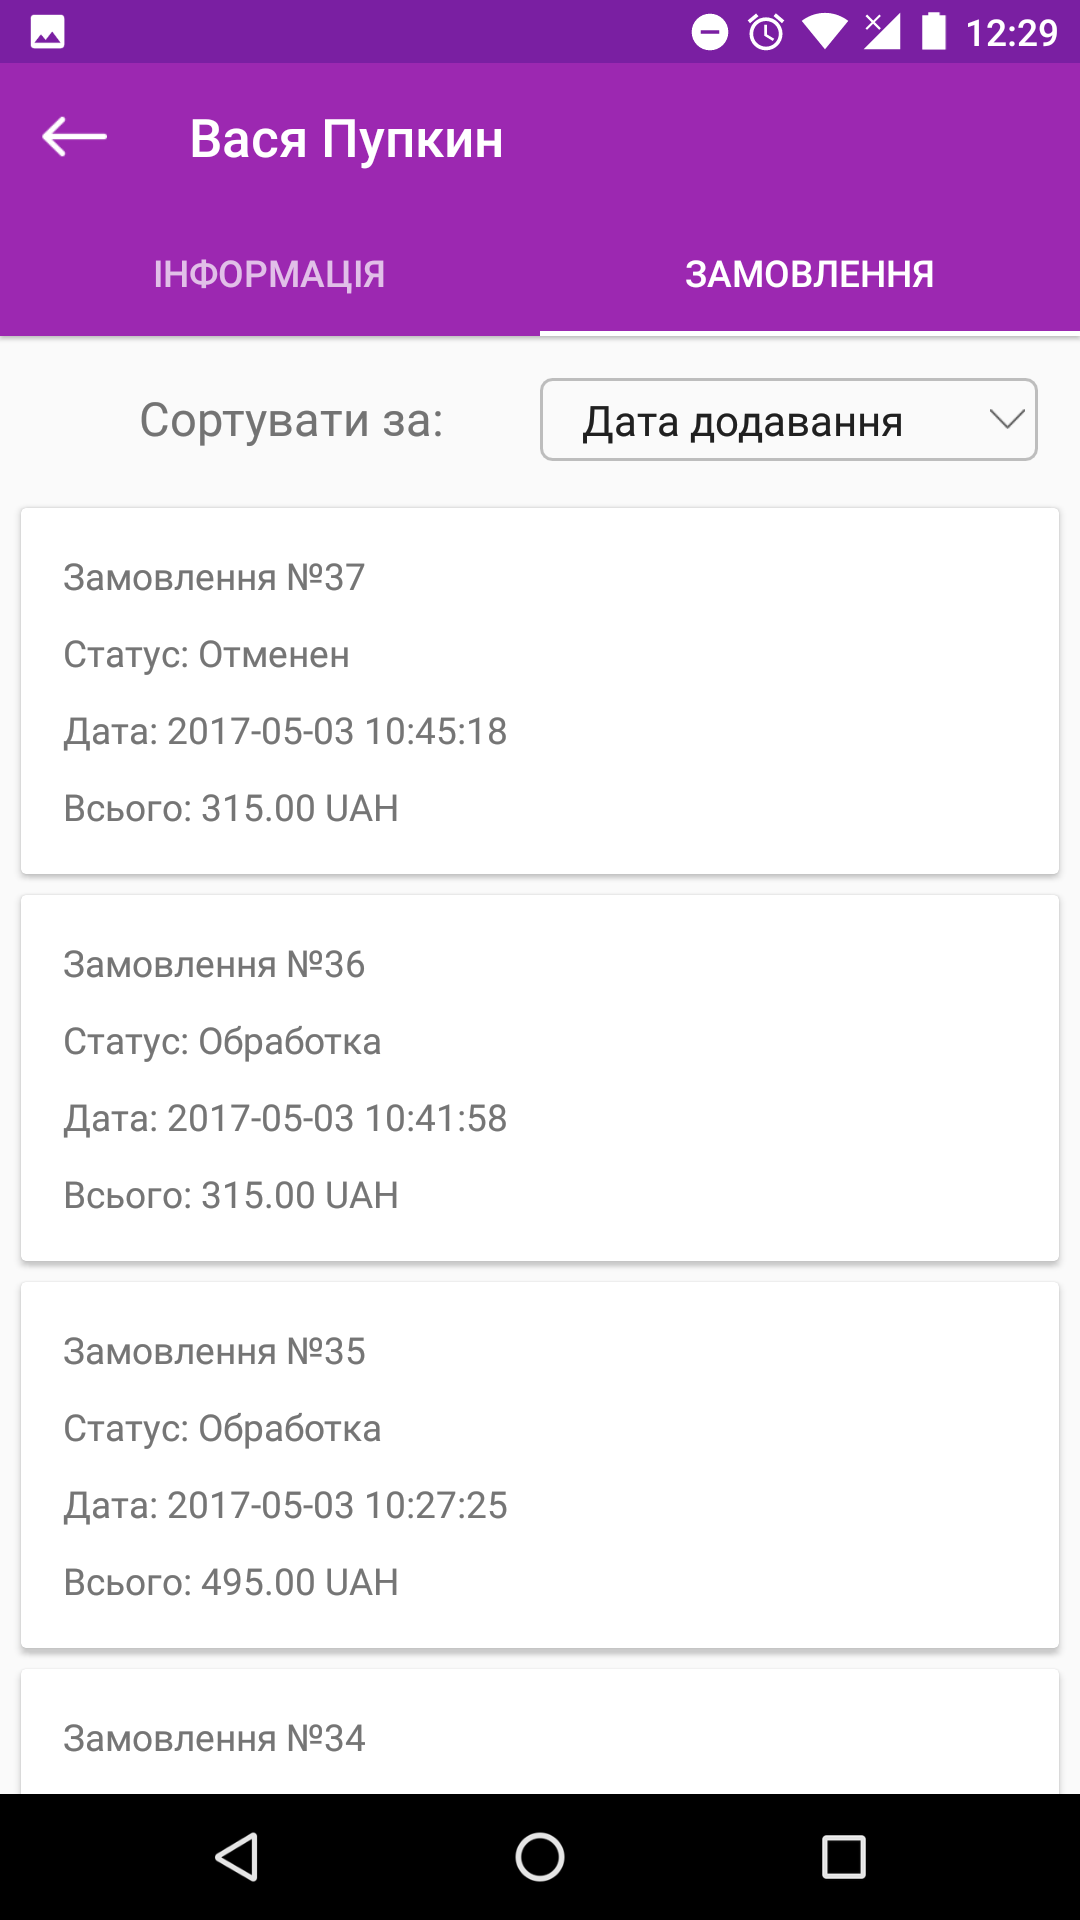 12:29
Вася Пупкин
ІНФОРМАЦІЯ
ЗАМОВЛЕННЯ
Сортувати за:
Дата додавання
Замовлення №37
Статус: Отменен
Дата: 2017-05-03 10:45:18
Всього: 315.00 UAH
Замовлення №36
Статус: Обработка
Дата: 2017-05-03 10:41:58
Всього: 315.00 UAH
Замовлення №35
Статус: Обработка
Дата: 2017-05-03 10:27:25
Всього: 495.00 UAH
Замовлення №34